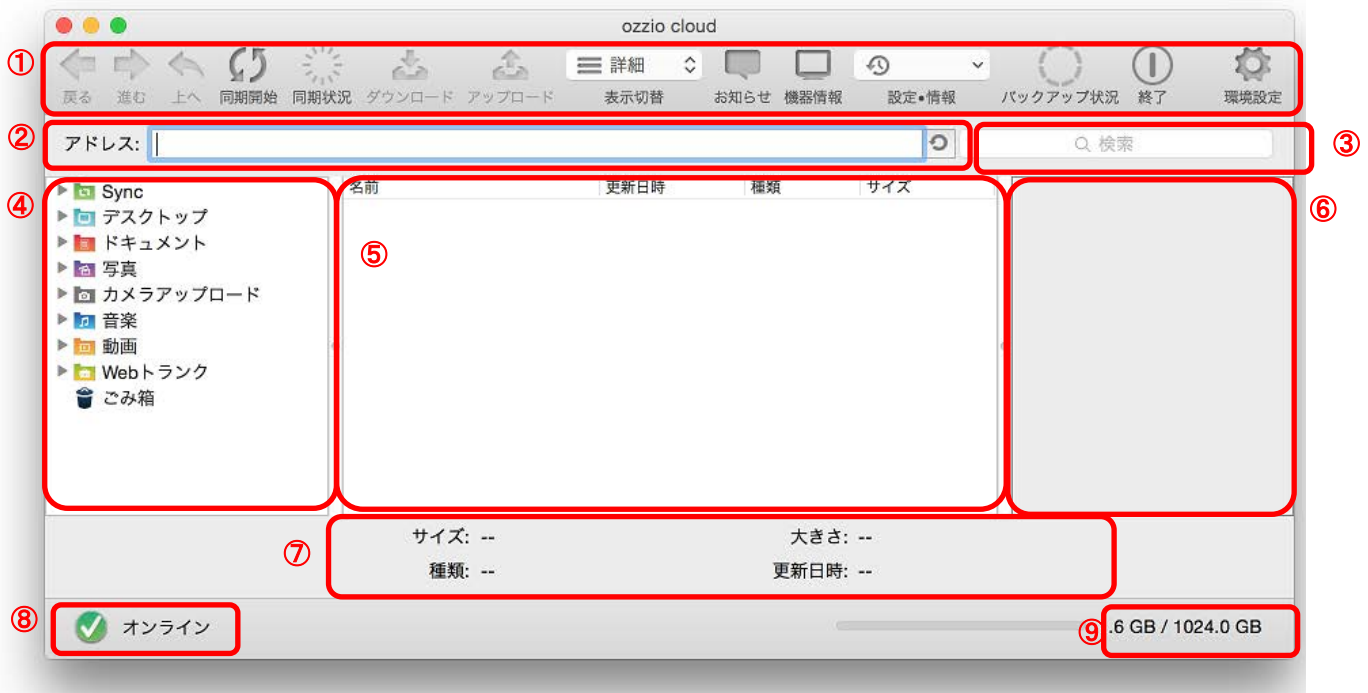 ozzio cloud
①
詳細
戻る 進む 上へ 同期開始 同期状況 ダウンロード アップロード 表示切替 お知らせ 機器情報 設定•情報 バックアップ状況 終了 環境設定
② アドレス: 検索 ③
④ Sync
デスクトップ
ドキュメント
写真
カメラアップロード
音楽
動画
Webトランク
ごみ箱
名前 更新日時 種類 サイズ
⑤
⑥
⑦ サイズ: -- 大きさ: --
種類: -- 更新日時: --
⑧ オンライン ⑨ .6 GB / 1024.0 GB